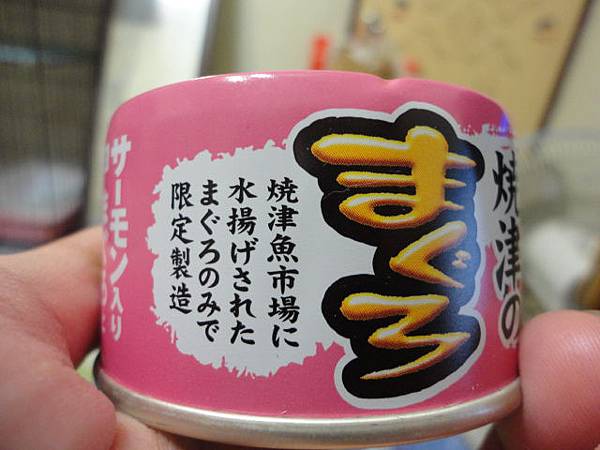 焼津の
まぐろ
焼津魚市場に
水揚げされた
まぐろのみで
限定製造
サーモン入り